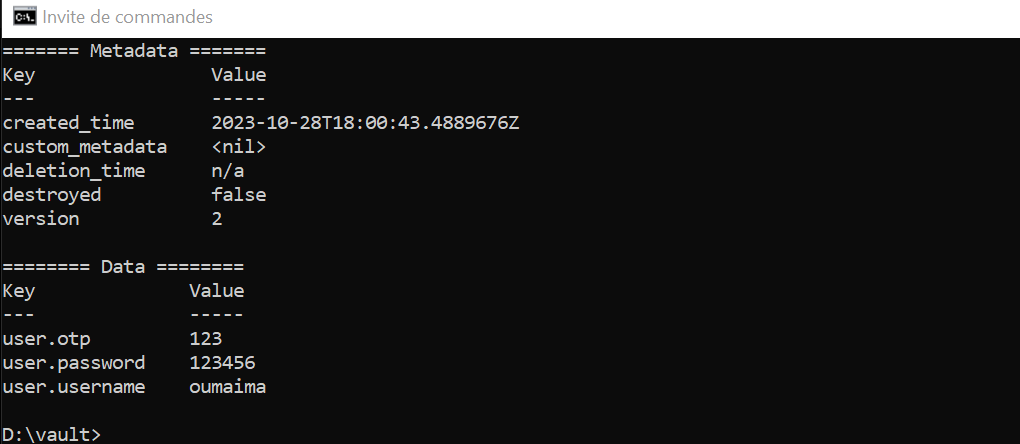 Invite de commandes
======= Metadata =======
Key                Value
---                -----
created_time       2023-10-28T18:00:43.4889676Z
custom_metadata    <nil>
deletion_time      n/a
destroyed          false
version            2

======== Data ========
Key              Value
---              -----
user.otp         123
user.password    123456
user.username    oumaima

D:\vault>